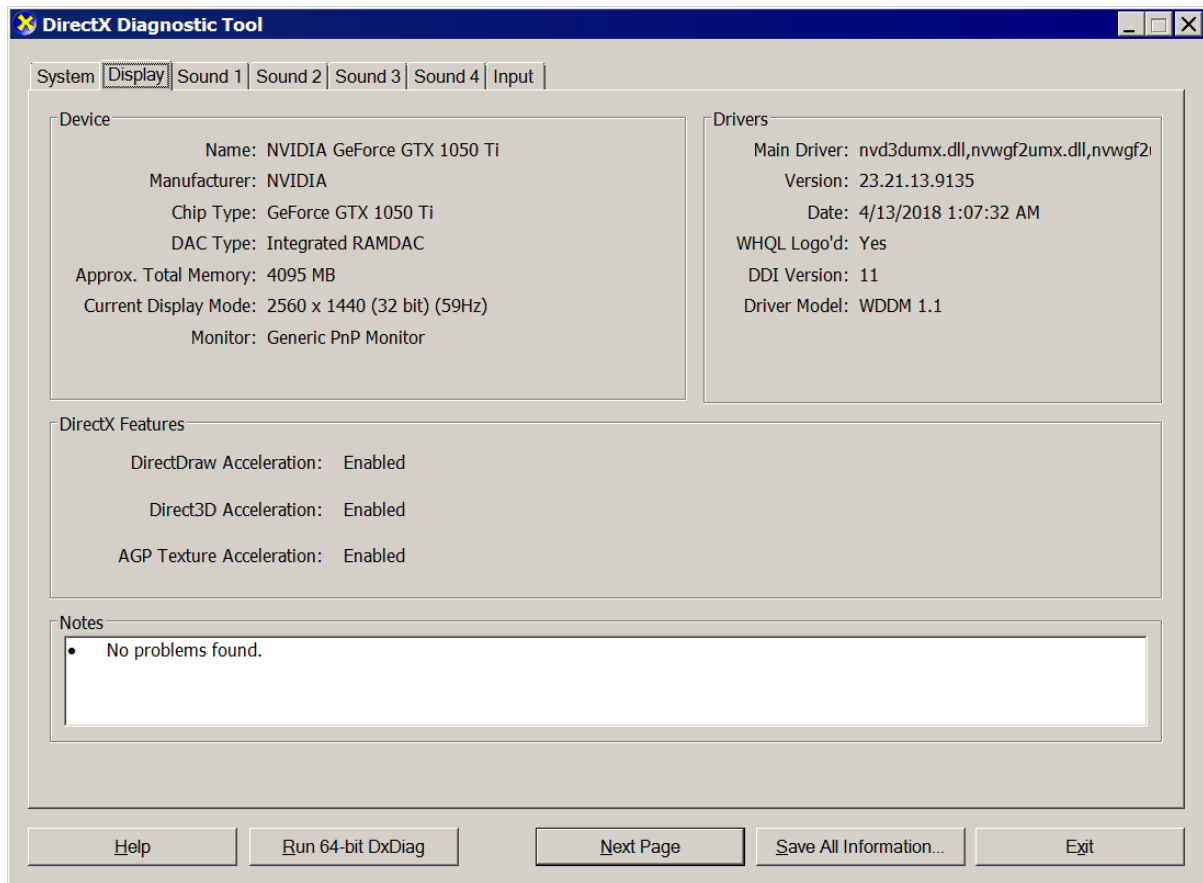 DirectX Diagnostic Tool
System Display Sound 1 Sound 2 Sound 3 Sound 4 Input
Device
Name: NVIDIA GeForce GTX 1050 Ti
Manufacturer: NVIDIA
Chip Type: GeForce GTX 1050 Ti
DAC Type: Integrated RAMDAC
Approx. Total Memory: 4095 MB
Current Display Mode: 2560 x 1440 (32 bit) (59Hz)
Monitor: Generic PnP Monitor
Drivers
Main Driver: nvd3dumx.dll,nvwgf2umx.dll,nvwgf2
Version: 23.21.13.9135
Date: 4/13/2018 1:07:32 AM
WHQL Logo'd: Yes
DDI Version: 11
Driver Model: WDDM 1.1
DirectX Features
DirectDraw Acceleration: Enabled
Direct3D Acceleration: Enabled
AGP Texture Acceleration: Enabled
Notes
• No problems found.
Help Run 64-bit DxDiag Next Page Save All Information... Exit